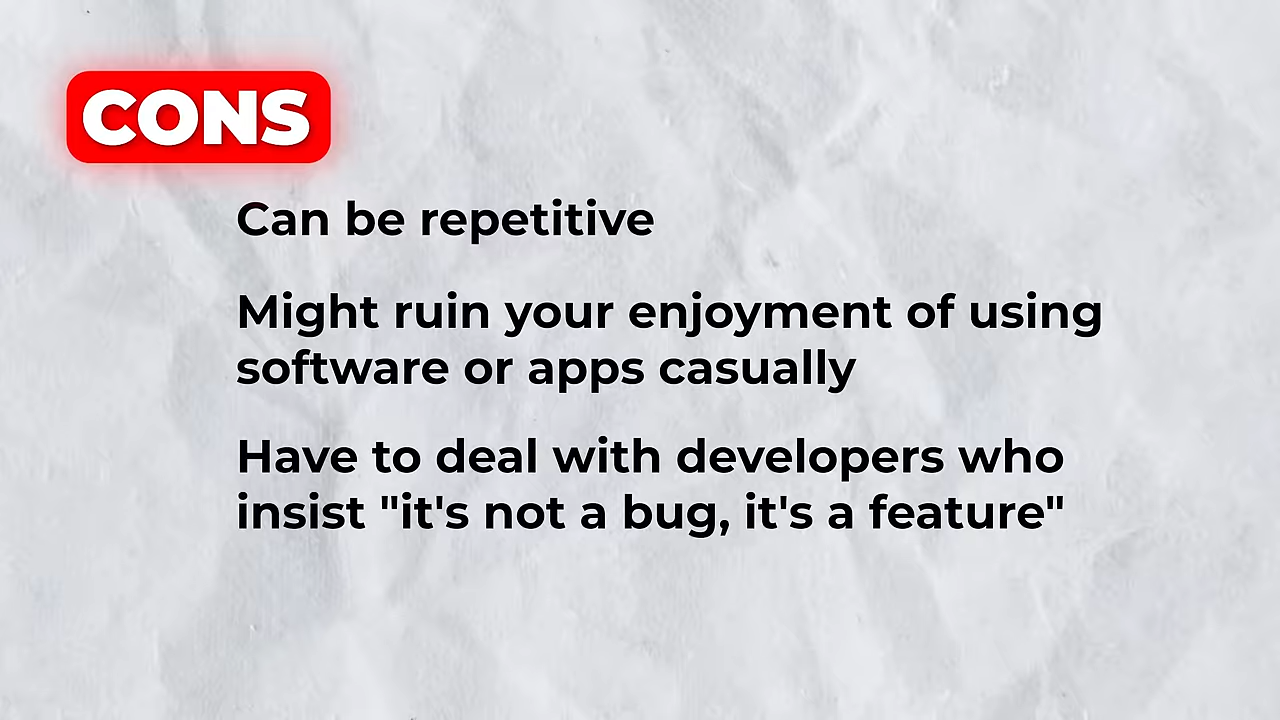 CONS
Can be repetitive
Might ruin your enjoyment of using
software or apps casually
Have to deal with developers who
insist "it's not a bug, it's a feature"